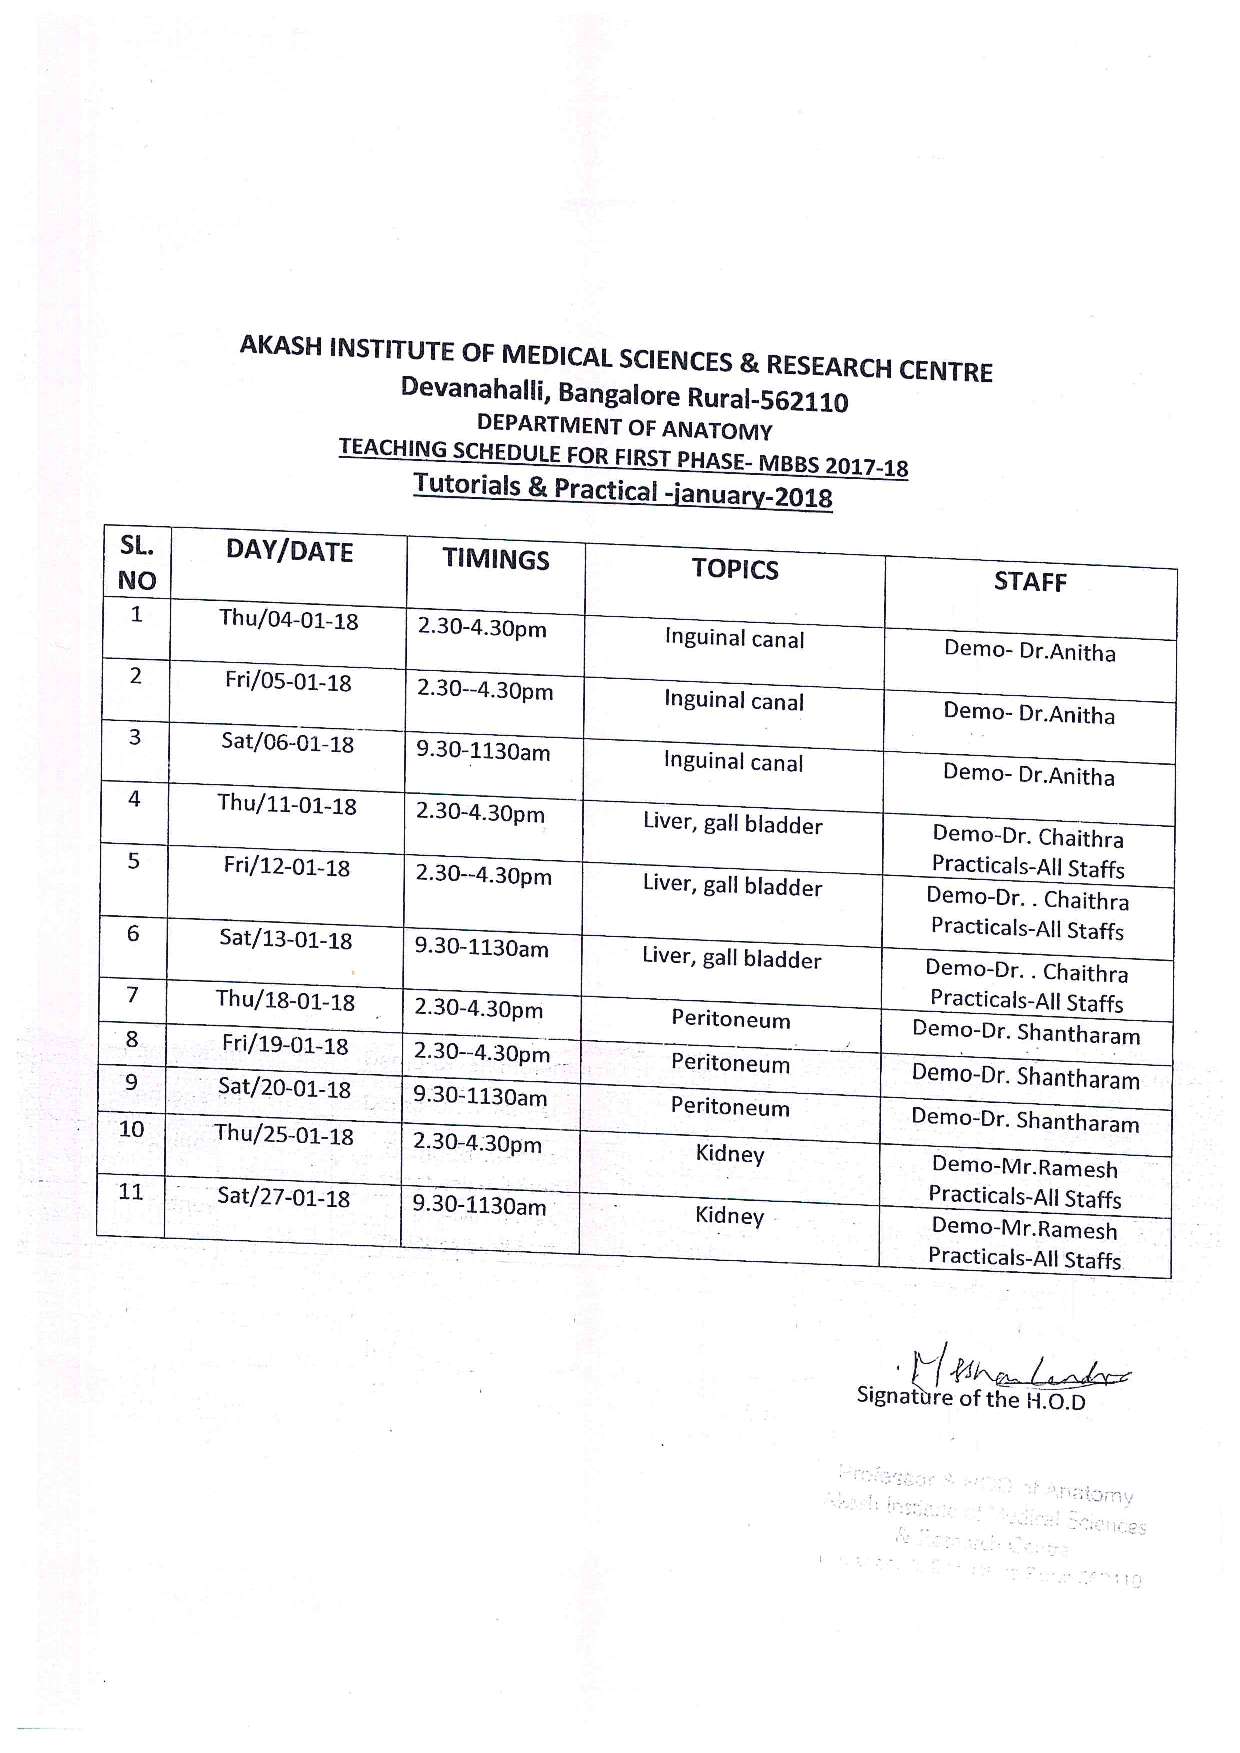 AKASH INSTITUTE OF MEDICAL SCIENCES & RESEARCH CENTRE
Devanahalli, Bangalore Rural-562110
DEPARTMENT OF ANATOMY
TEACHING SCHEDULE FOR FIRST PHASE- MBBS 2017-18
Tutorials & Practical -january-2018
SL. NO DAY/DATE TIMINGS TOPICS STAFF
1 Thu/04-01-18 2.30-4.30pm Inguinal canal Demo- Dr.Anitha
2 Fri/05-01-18 2.30--4.30pm Inguinal canal Demo- Dr.Anitha
3 Sat/06-01-18 9.30-1130am Inguinal canal Demo- Dr.Anitha
4 Thu/11-01-18 2.30-4.30pm Liver, gall bladder Demo-Dr. Chaithra
Practicals-All Staffs
5 Fri/12-01-18 2.30--4.30pm Liver, gall bladder Demo-Dr. . Chaithra
Practicals-All Staffs
6 Sat/13-01-18 9.30-1130am Liver, gall bladder Demo-Dr. . Chaithra
Practicals-All Staffs
7 Thu/18-01-18 2.30-4.30pm Peritoneum Demo-Dr. Shantharam
8 Fri/19-01-18 2.30--4.30pm Peritoneum Demo-Dr. Shantharam
9 Sat/20-01-18 9.30-1130am Peritoneum Demo-Dr. Shantharam
10 Thu/25-01-18 2.30-4.30pm Kidney Demo-Mr.Ramesh
Practicals-All Staffs
11 Sat/27-01-18 9.30-1130am Kidney Demo-Mr.Ramesh
Practicals-All Staffs
Signature of the H.O.D
Professor & HOD of Anatomy
Akash Institute of Medical Sciences
& Research Centre